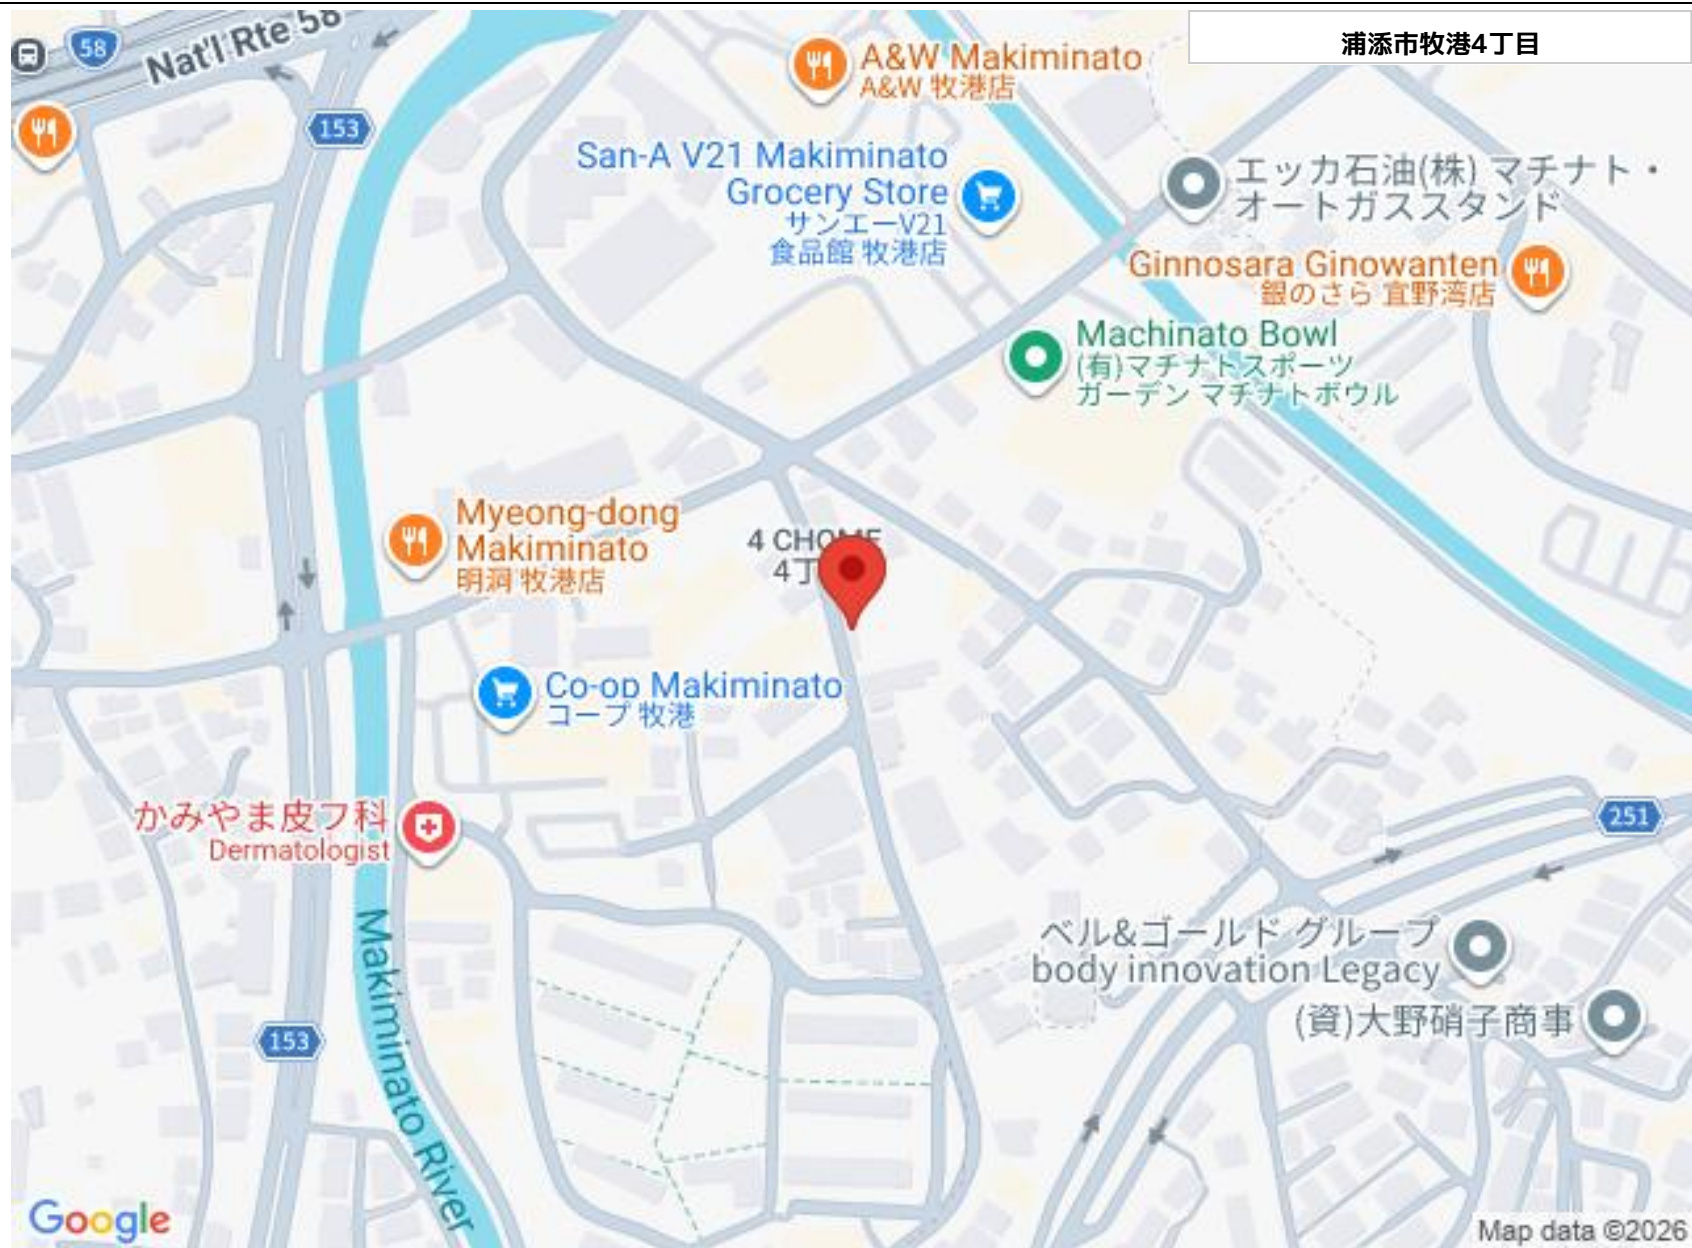 浦添市牧港4丁目
58
Nat'l Rte 58
153
A&W Makiminato
A&W 牧港店
San-A V21 Makiminato
Grocery Store
サンエーV21
食品館 牧港店
エッカ石油(株) マチナト・
オートガススタンド
Ginnosara Ginowanten
銀のさら 宜野湾店
Machinato Bowl
(有)マチナトスポーツ
ガーデン マチナトボウル
Myeong-dong
Makiminato
明洞 牧港店
4 CHOME
4丁
Co-op Makiminato
コープ 牧港
かみやま皮フ科
Dermatologist
251
ベル&ゴールド グループ
body innovation Legacy
(資)大野硝子商事
153
Makiminato River
Google
Map data ©2026